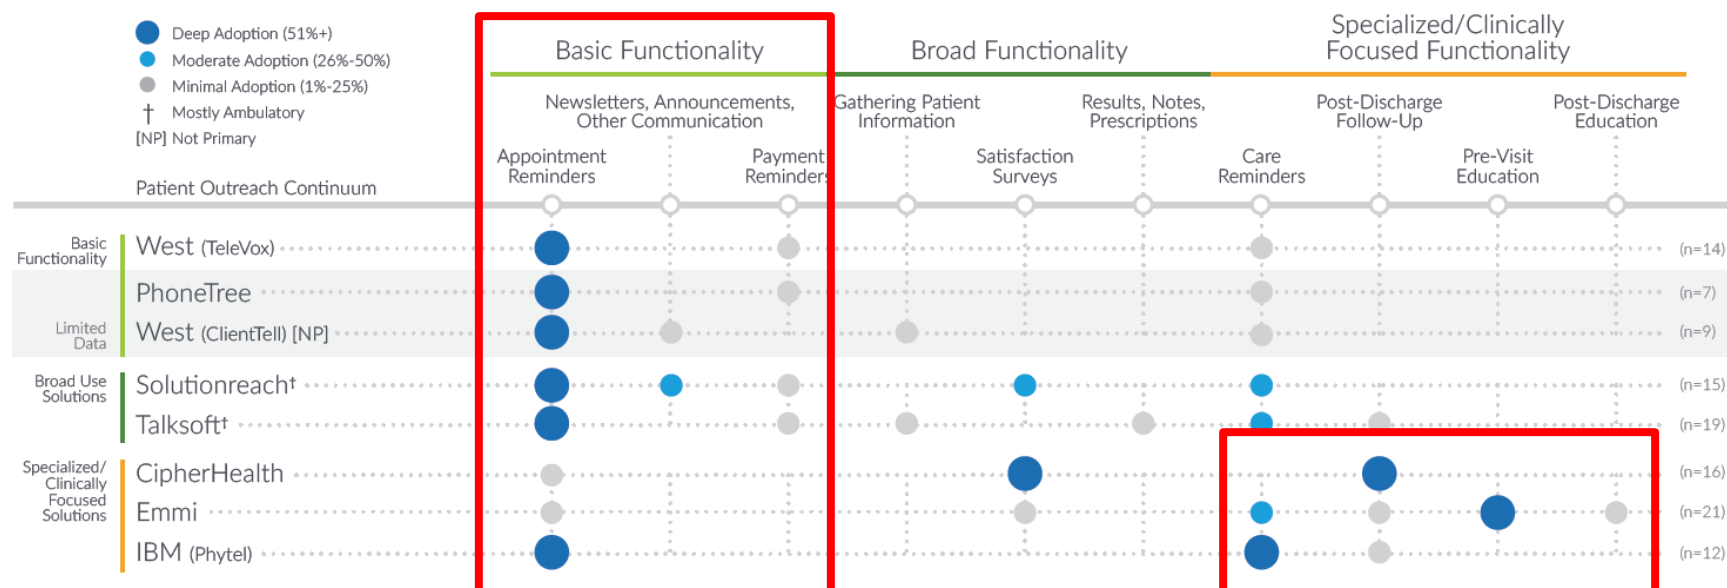 Deep Adoption (51%+)
Moderate Adoption (26%-50%)
Minimal Adoption (1%-25%)
† Mostly Ambulatory
[NP] Not Primary
Patient Outreach Continuum
Basic Functionality
Broad Functionality
Specialized/Clinically
Focused Functionality
Newsletters, Announcements,
Other Communication
Gathering Patient
Information
Results, Notes,
Prescriptions
Post-Discharge
Follow-Up
Post-Discharge
Education
Appointment
Reminders
Payment
Reminders
Satisfaction
Surveys
Care
Reminders
Pre-Visit
Education
Basic
Functionality
West (TeleVox) (n=14)
PhoneTree (n=7)
Limited
Data
West (ClientTell) [NP] (n=9)
Broad Use
Solutions
Solutionreach† (n=15)
Talksoft† (n=19)
Specialized/
Clinically
Focused
Solutions
CipherHealth (n=16)
Emmi (n=21)
IBM (Phytel) (n=12)